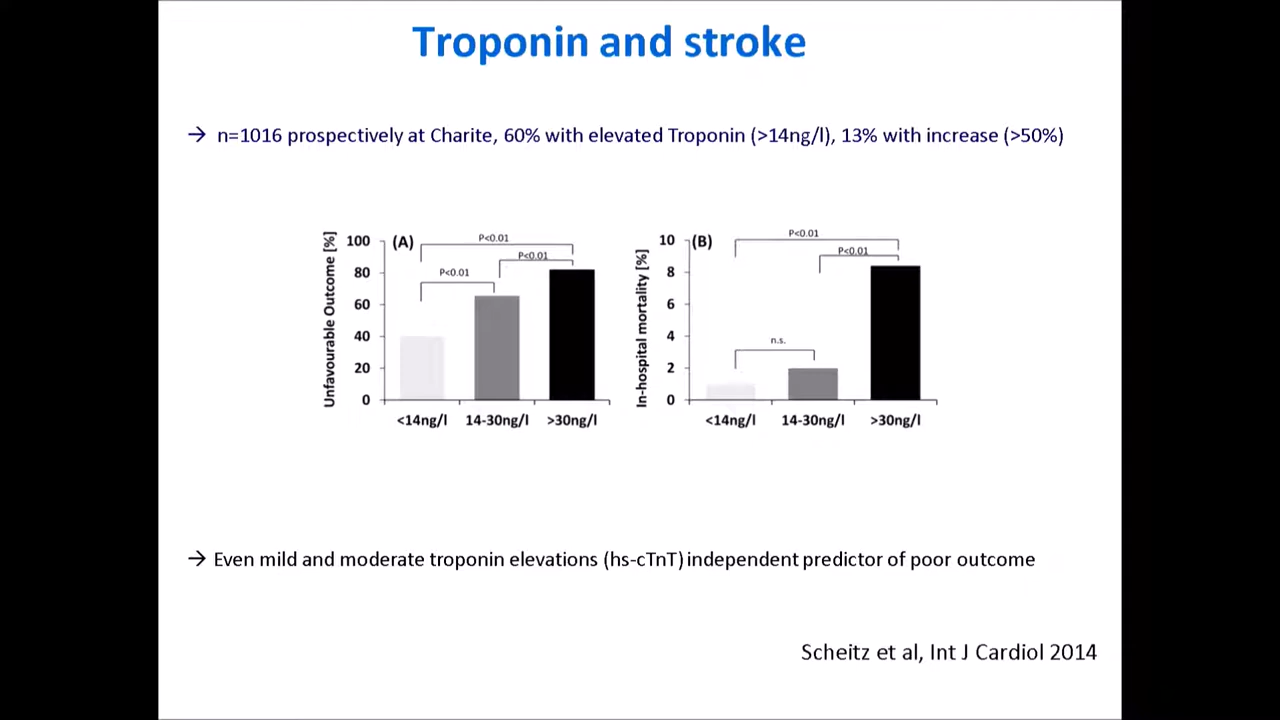 Troponin and stroke
→ n=1016 prospectively at Charite, 60% with elevated Troponin (>14ng/l), 13% with increase (>50%)
Unfavourable Outcome [%]
100
80
60
40
20
0
(A)
P<0.01
P<0.01
P<0.01
<14ng/l 14-30ng/l >30ng/l
In-hospital mortality [%]
10
8
6
4
2
0
(B)
P<0.01
P<0.01
n.s.
<14ng/l 14-30ng/l >30ng/l
→ Even mild and moderate troponin elevations (hs-cTnT) independent predictor of poor outcome
Scheitz et al, Int J Cardiol 2014